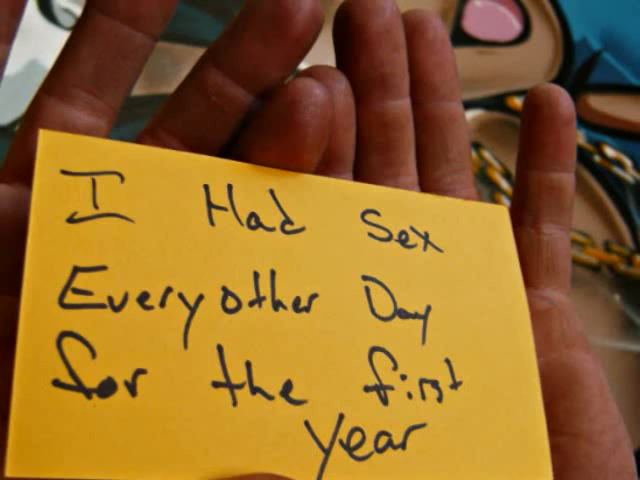 I Had Sex
Every other Day
for the first
year